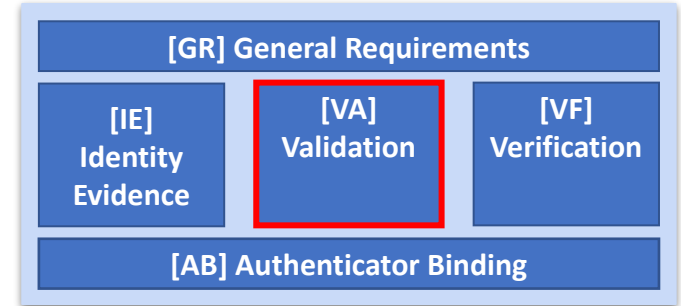 [GR] General Requirements
[IE]
Identity
Evidence
[VA]
Validation
[VF]
Verification
[AB] Authenticator Binding